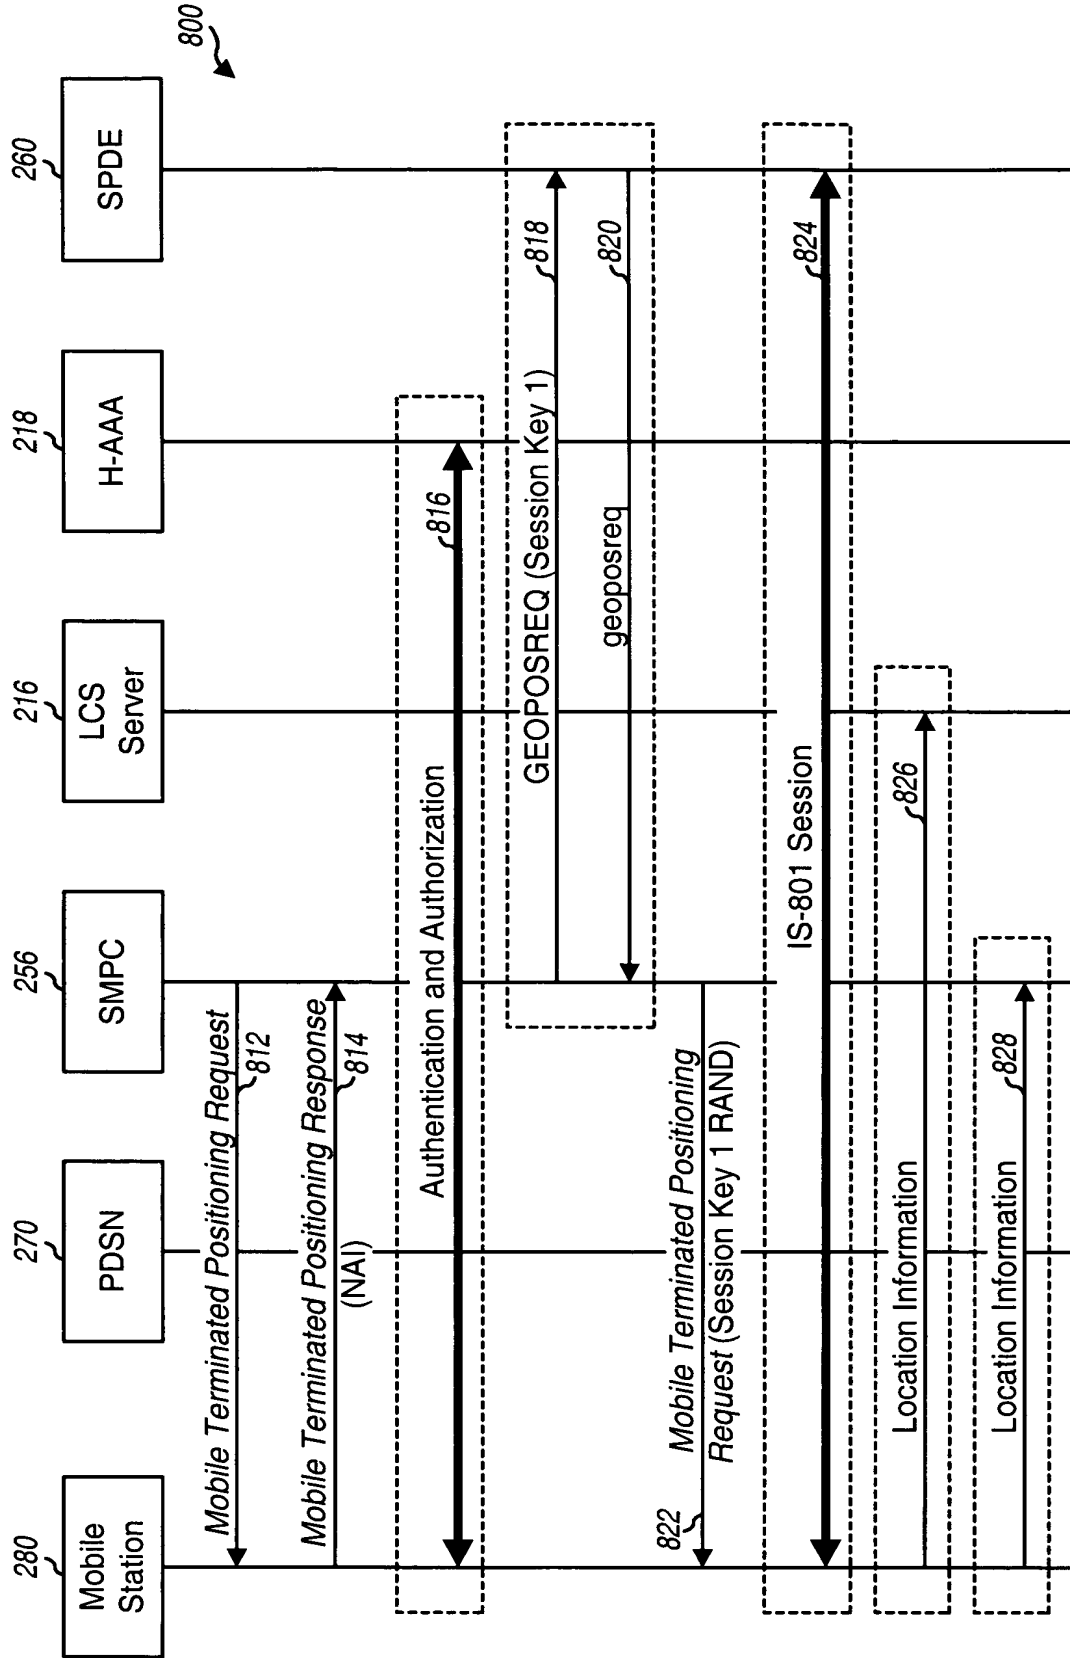 800
280
270
256
216
218
260
Mobile
Station
PDSN
SMPC
LCS
Server
H-AAA
SPDE
Mobile Terminated Positioning Request
812
Mobile Terminated Positioning Response
(NAI)
814
Authentication and Authorization
816
GEOPOSREQ (Session Key 1)
818
geoposreq
820
Mobile Terminated Positioning
Request (Session Key 1 RAND)
822
IS-801 Session
824
Location Information
826
Location Information
828